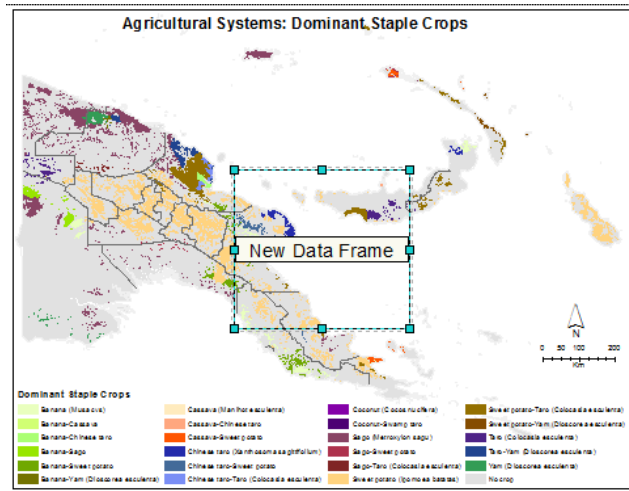 Agricultural Systems: Dominant Staple Crops
New Data Frame
N
0 50 100 200
Km
Dominant Staple Crops
Banana (Musa cvs)
Banana-Cassava
Banana-Chinese taro
Banana-Sago
Banana-Sweet potato
Banana-Yam (Dioscorea esculenta)
Cassava (Manihot esculenta)
Cassava-Chinese taro
Cassava-Sweet potato
Chinese taro (Xanthosoma sagittifolium)
Chinese taro-Sweet potato
Chinese taro-Taro (Colocasia esculenta)
Coconut (Cocos nucifera)
Coconut-Swamp taro
Sago (Metroxylon sagu)
Sago-Sweet potato
Sago-Taro (Colocasia esculenta)
Sweet potato (Ipomoea batatas)
Sweet potato-Taro (Colocasia esculenta)
Sweet potato-Yam (Dioscorea esculenta)
Taro (Colocasia esculenta)
Taro-Yam (Dioscorea esculenta)
Yam (Dioscorea esculenta)
No crop